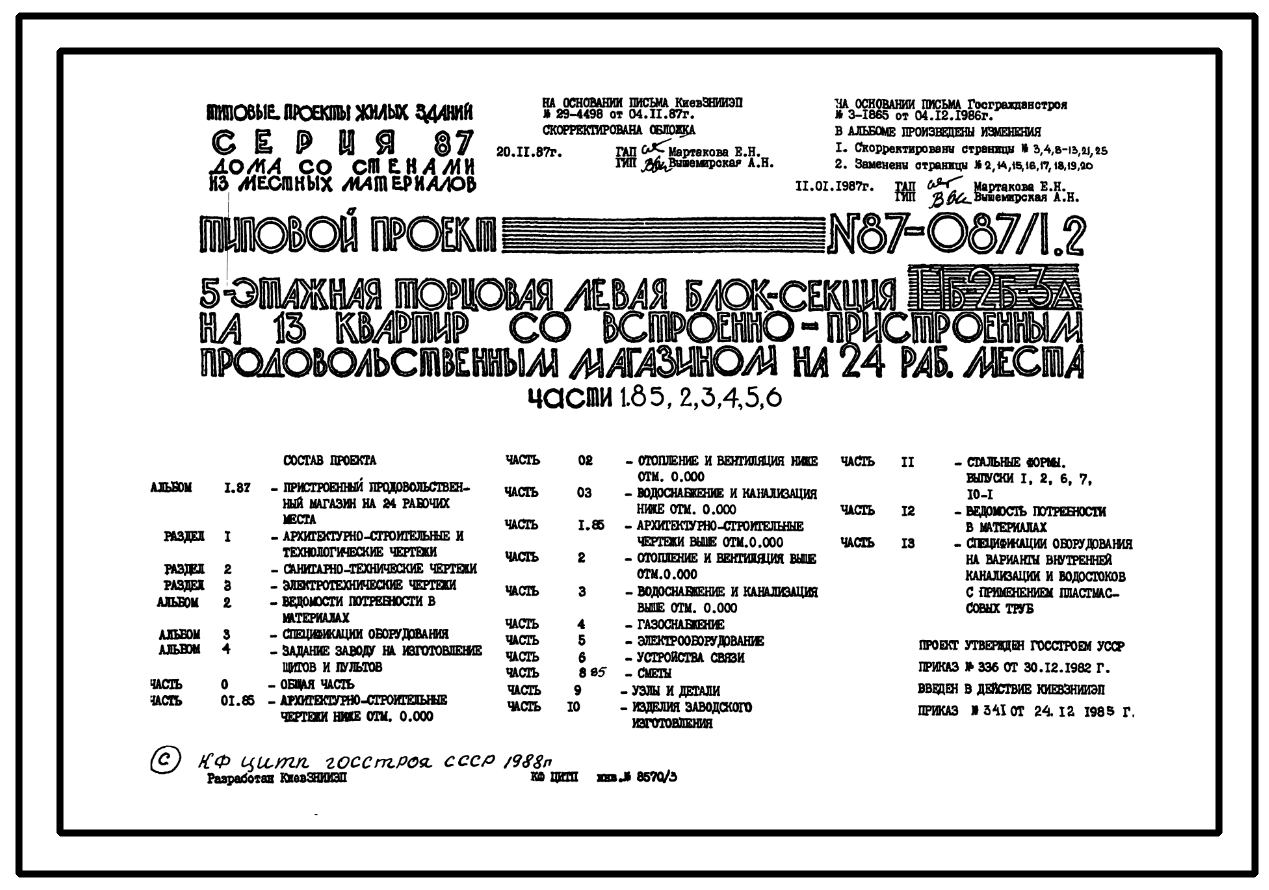 ТИПОВЫЕ ПРОЕКТЫ ЖИЛЫХ ЗДАНИЙ
СЕРИЯ 87
ДОМА СО СТЕНАМИ
ИЗ МЕСТНЫХ МАТЕРИАЛОВ
НА ОСНОВАНИИ ПИСЬМА КиевЗНИИЭП
№ 29-4498 от 04.II.87г.
СКОРРЕКТИРОВАНА ОБЛОЖКА
20.II.87г. ГАП Мартакова Е.Н.
ГИП Вышемирская А.Н.
НА ОСНОВАНИИ ПИСЬМА Госгражданстроя
№ 3-1865 от 04.12.1986г.
В АЛЬБОМЕ ПРОИЗВЕДЕНЫ ИЗМЕНЕНИЯ
I. Скорректированы страницы № 3,4,8-13,21,25
2. Заменены страницы № 2,14,15,16,17,18,19,20
II.OI.1987г. ГАП Мартакова Е.Н.
ГИП Вышемирская А.Н.
ТИПОВОЙ ПРОЕКТ N87-087/1.2
5-ЭТАЖНАЯ ТОРЦОВАЯ ЛЕВАЯ БЛОК-СЕКЦИЯ 1Б-2Б-3Д
НА 13 КВАРТИР СО ВСТРОЕННО-ПРИСТРОЕННЫМ
ПРОДОВОЛЬСТВЕННЫМ МАГАЗИНОМ НА 24 РАБ. МЕСТА
части 1.85, 2,3,4,5,6
СОСТАВ ПРОЕКТА
АЛЬБОМ I.87 - ПРИСТРОЕННЫЙ ПРОДОВОЛЬСТВЕН-
НЫЙ МАГАЗИН НА 24 РАБОЧИХ
МЕСТА
РАЗДЕЛ I - АРХИТЕКТУРНО-СТРОИТЕЛЬНЫЕ И
ТЕХНОЛОГИЧЕСКИЕ ЧЕРТЕЖИ
РАЗДЕЛ 2 - САНИТАРНО-ТЕХНИЧЕСКИЕ ЧЕРТЕЖИ
РАЗДЕЛ 3 - ЭЛЕКТРОТЕХНИЧЕСКИЕ ЧЕРТЕЖИ
АЛЬБОМ 2 - ВЕДОМОСТИ ПОТРЕБНОСТИ В
МАТЕРИАЛАХ
АЛЬБОМ 3 - СПЕЦИФИКАЦИИ ОБОРУДОВАНИЯ
АЛЬБОМ 4 - ЗАДАНИЕ ЗАВОДУ НА ИЗГОТОВЛЕНИЕ
ЩИТОВ И ПУЛЬТОВ
ЧАСТЬ 0 - ОБЩАЯ ЧАСТЬ
ЧАСТЬ OI.85 - АРХИТЕКТУРНО-СТРОИТЕЛЬНЫЕ
ЧЕРТЕЖИ НИЖЕ ОТМ. 0.000
ЧАСТЬ 02 - ОТОПЛЕНИЕ И ВЕНТИЛЯЦИЯ НИЖЕ
ОТМ. 0.000
ЧАСТЬ 03 - ВОДОСНАБЖЕНИЕ И КАНАЛИЗАЦИЯ
НИЖЕ ОТМ. 0.000
ЧАСТЬ I.85 - АРХИТЕКТУРНО-СТРОИТЕЛЬНЫЕ
ЧЕРТЕЖИ ВЫШЕ ОТМ.0.000
ЧАСТЬ 2 - ОТОПЛЕНИЕ И ВЕНТИЛЯЦИЯ ВЫШЕ
ОТМ.0.000
ЧАСТЬ 3 - ВОДОСНАБЖЕНИЕ И КАНАЛИЗАЦИЯ
ВЫШЕ ОТМ. 0.000
ЧАСТЬ 4 - ГАЗОСНАБЖЕНИЕ
ЧАСТЬ 5 - ЭЛЕКТРООБОРУДОВАНИЕ
ЧАСТЬ 6 - УСТРОЙСТВА СВЯЗИ
ЧАСТЬ 8 85 - СМЕТЫ
ЧАСТЬ 9 - УЗЛЫ И ДЕТАЛИ
ЧАСТЬ IO - ИЗДЕЛИЯ ЗАВОДСКОГО
ИЗГОТОВЛЕНИЯ
ЧАСТЬ II - СТАЛЬНЫЕ ФОРМЫ.
ВЫПУСКИ I, 2, 6, 7,
IO-I
ЧАСТЬ I2 - ВЕДОМОСТЬ ПОТРЕБНОСТИ
В МАТЕРИАЛАХ
ЧАСТЬ I3 - СПЕЦИФИКАЦИИ ОБОРУДОВАНИЯ
НА ВАРИАНТЫ ВНУТРЕННЕЙ
КАНАЛИЗАЦИИ И ВОДОСТОКОВ
С ПРИМЕНЕНИЕМ ПЛАСТМАС-
СОВЫХ ТРУБ
ПРОЕКТ УТВЕРЖДЕН ГОССТРОЕМ УССР
ПРИКАЗ № 336 ОТ 30.12.1982 Г.
ВВЕДЕН В ДЕЙСТВИЕ КИЕВЗНИИЭП
ПРИКАЗ № 341 ОТ 24.12 1985 Г.
© КФ ЦИТП госстроя СССР 1988г
Разработан КиевЗНИИЭП КФ ЦИТП инв.№ 8570/3